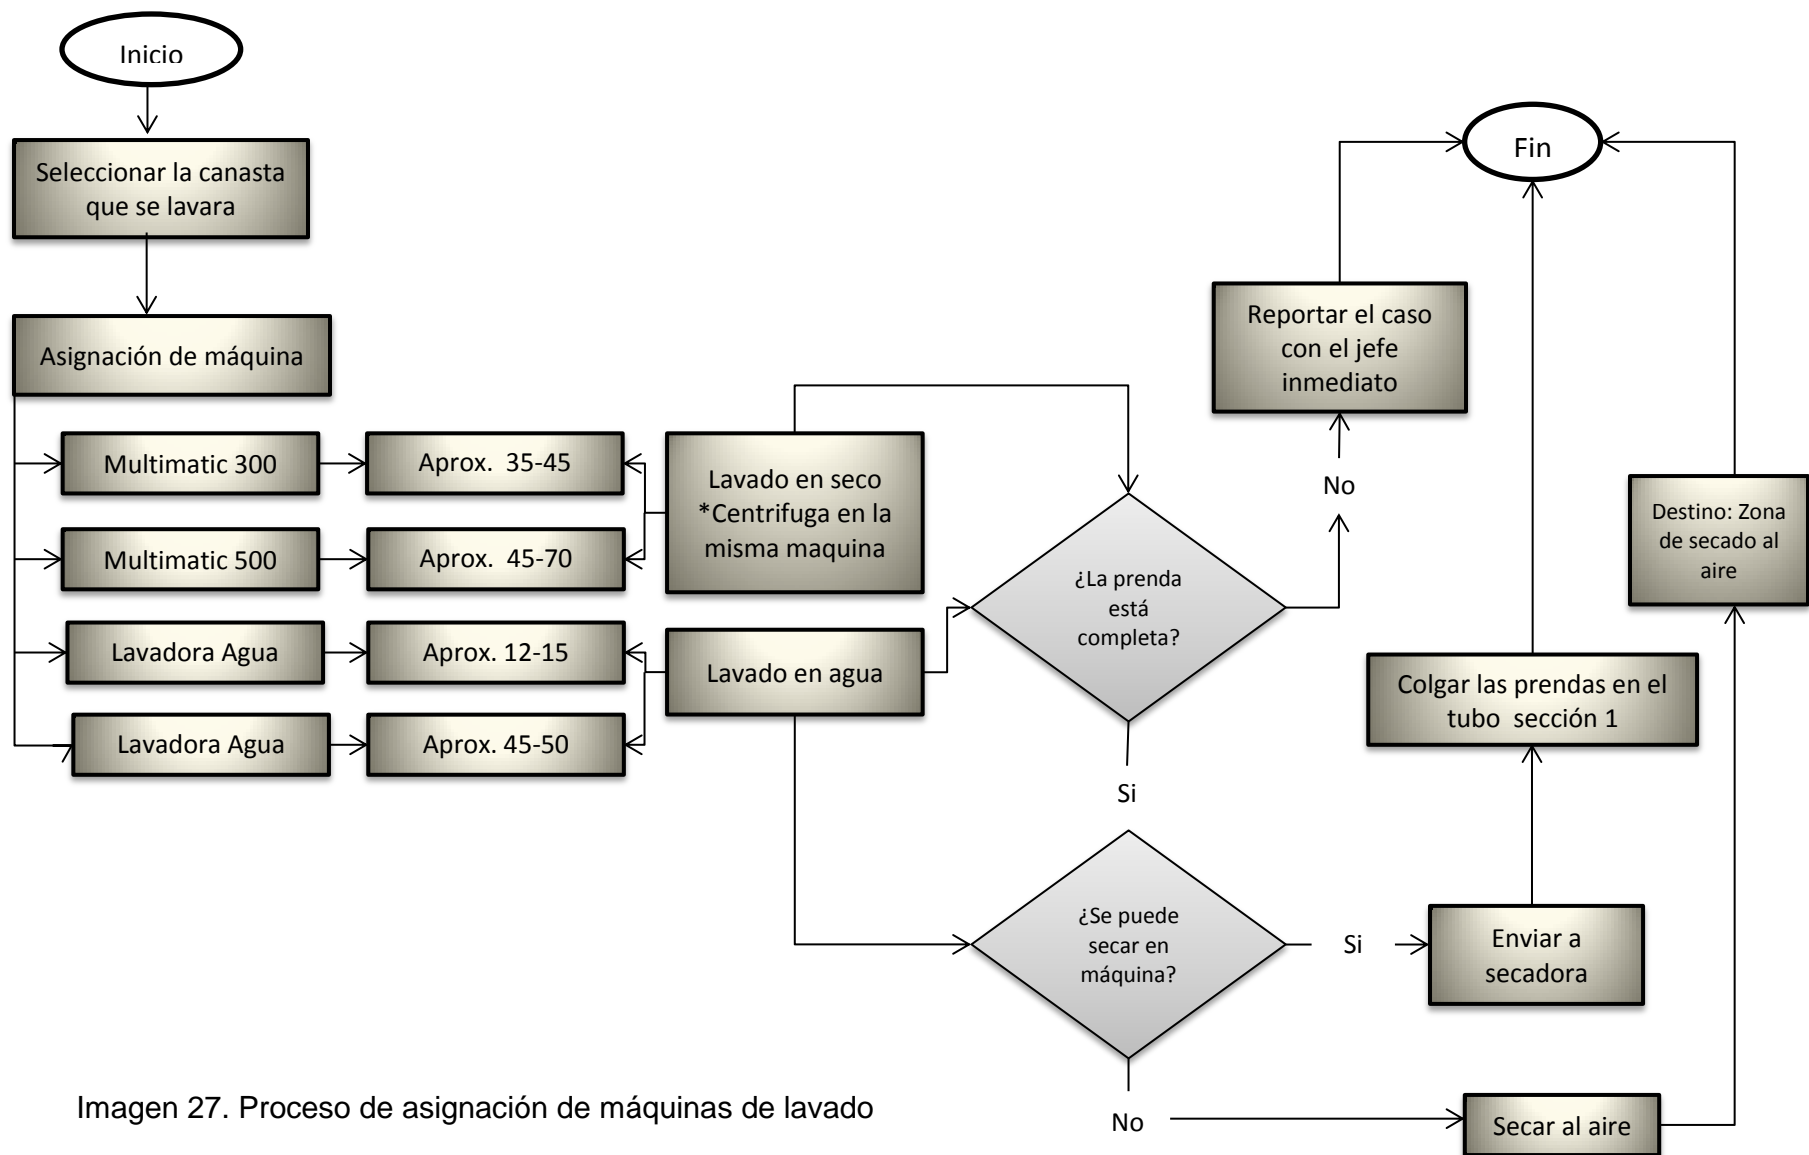 Inicio
Seleccionar la canasta
que se lavara
Asignación de máquina
Multimatic 300
Aprox.  35-45
Multimatic 500
Aprox.  45-70
Lavadora Agua
Aprox. 12-15
Lavadora Agua
Aprox. 45-50
Lavado en seco
*Centrifuga en la
misma maquina
Lavado en agua
¿La prenda
está
completa?
No
Reportar el caso
con el jefe
inmediato
Fin
Si
¿Se puede
secar en
máquina?
Si
Enviar a
secadora
Colgar las prendas en el
tubo  sección 1
No
Secar al aire
Destino: Zona
de secado al
aire
Imagen 27. Proceso de asignación de máquinas de lavado